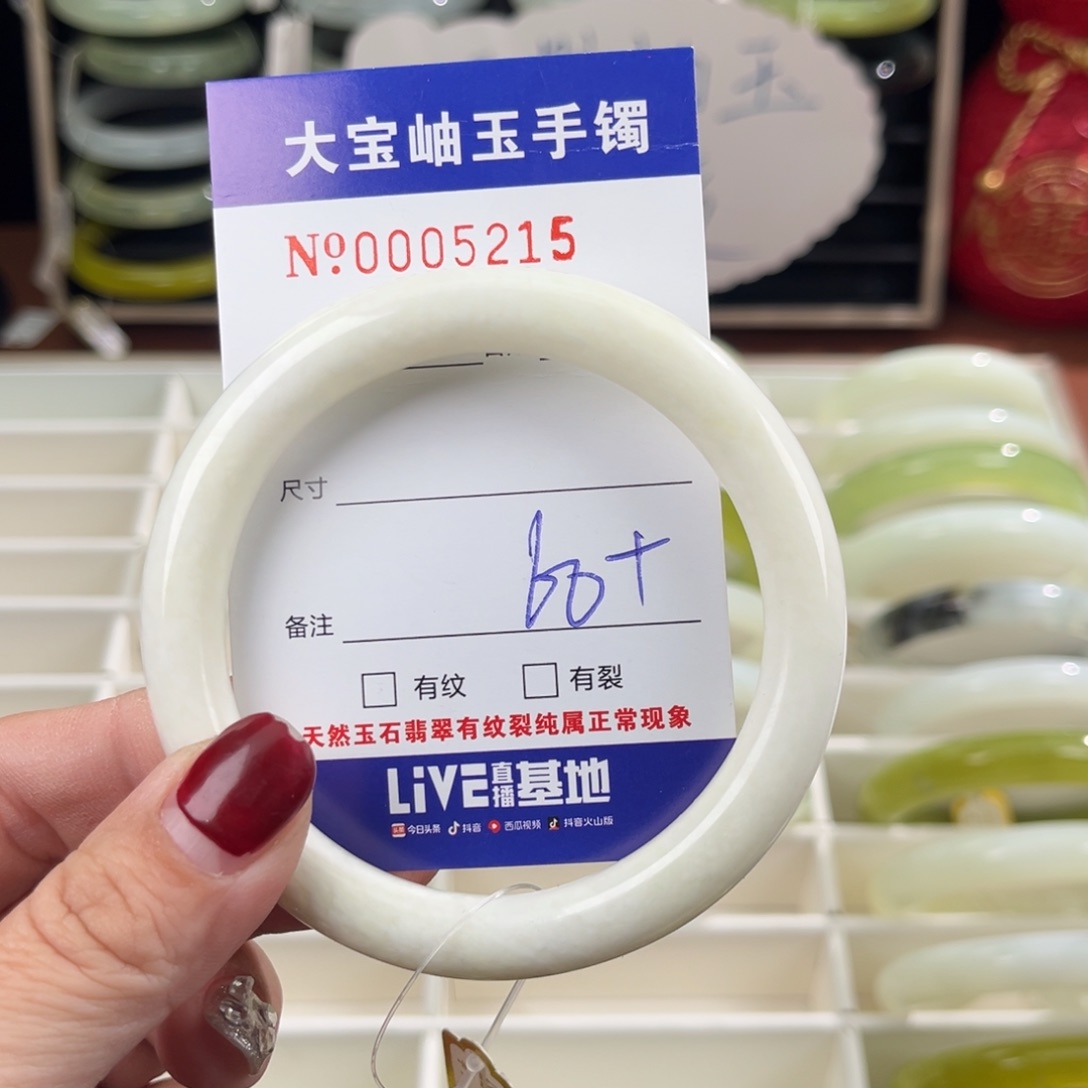 大宝岫玉手镯
Nº0005215
尺寸
60+
备注
有纹 有裂
天然玉石翡翠有纹裂纯属正常现象
LiVE直播基地
头条 今日头条 抖音 西瓜视频 抖音火山版